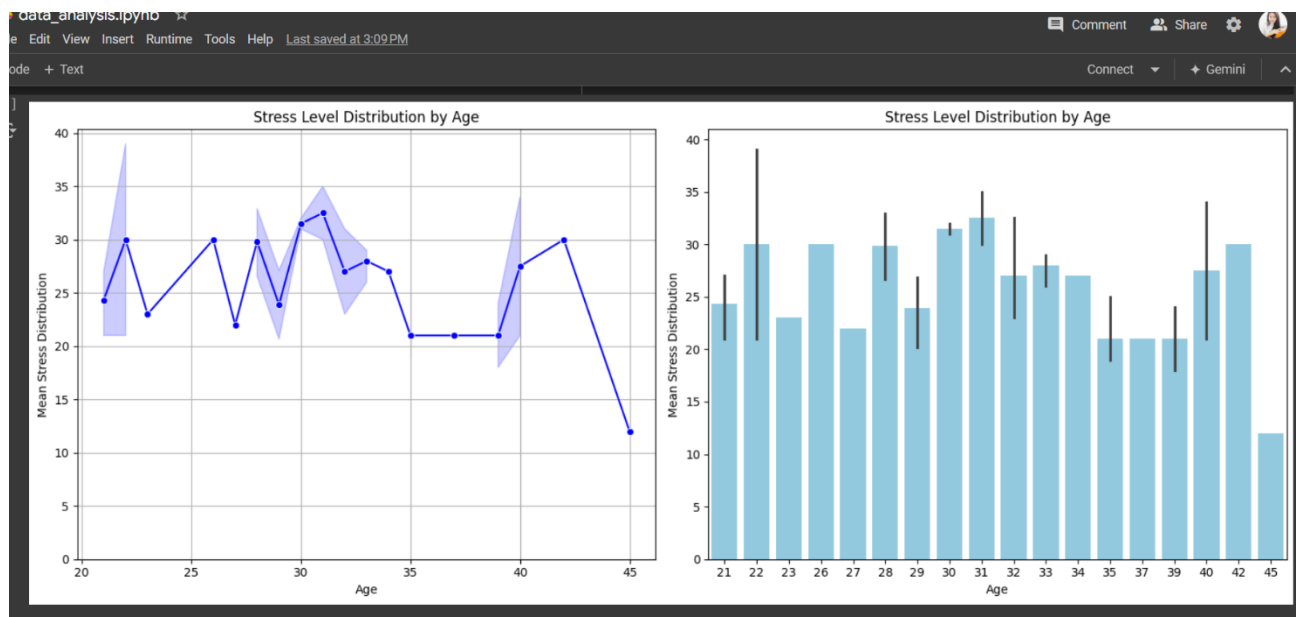 data_analysis.ipynb
Edit View Insert Runtime Tools Help Last saved at 3:09 PM
Comment Share
+ Text
Connect Gemini
Stress Level Distribution by Age
40
35
30
25
20
15
10
5
0
Mean Stress Distribution
20 25 30 35 40 45
Age
Stress Level Distribution by Age
40
35
30
25
20
15
10
5
0
Mean Stress Distribution
21 22 23 26 27 28 29 30 31 32 33 34 35 37 39 40 42 45
Age